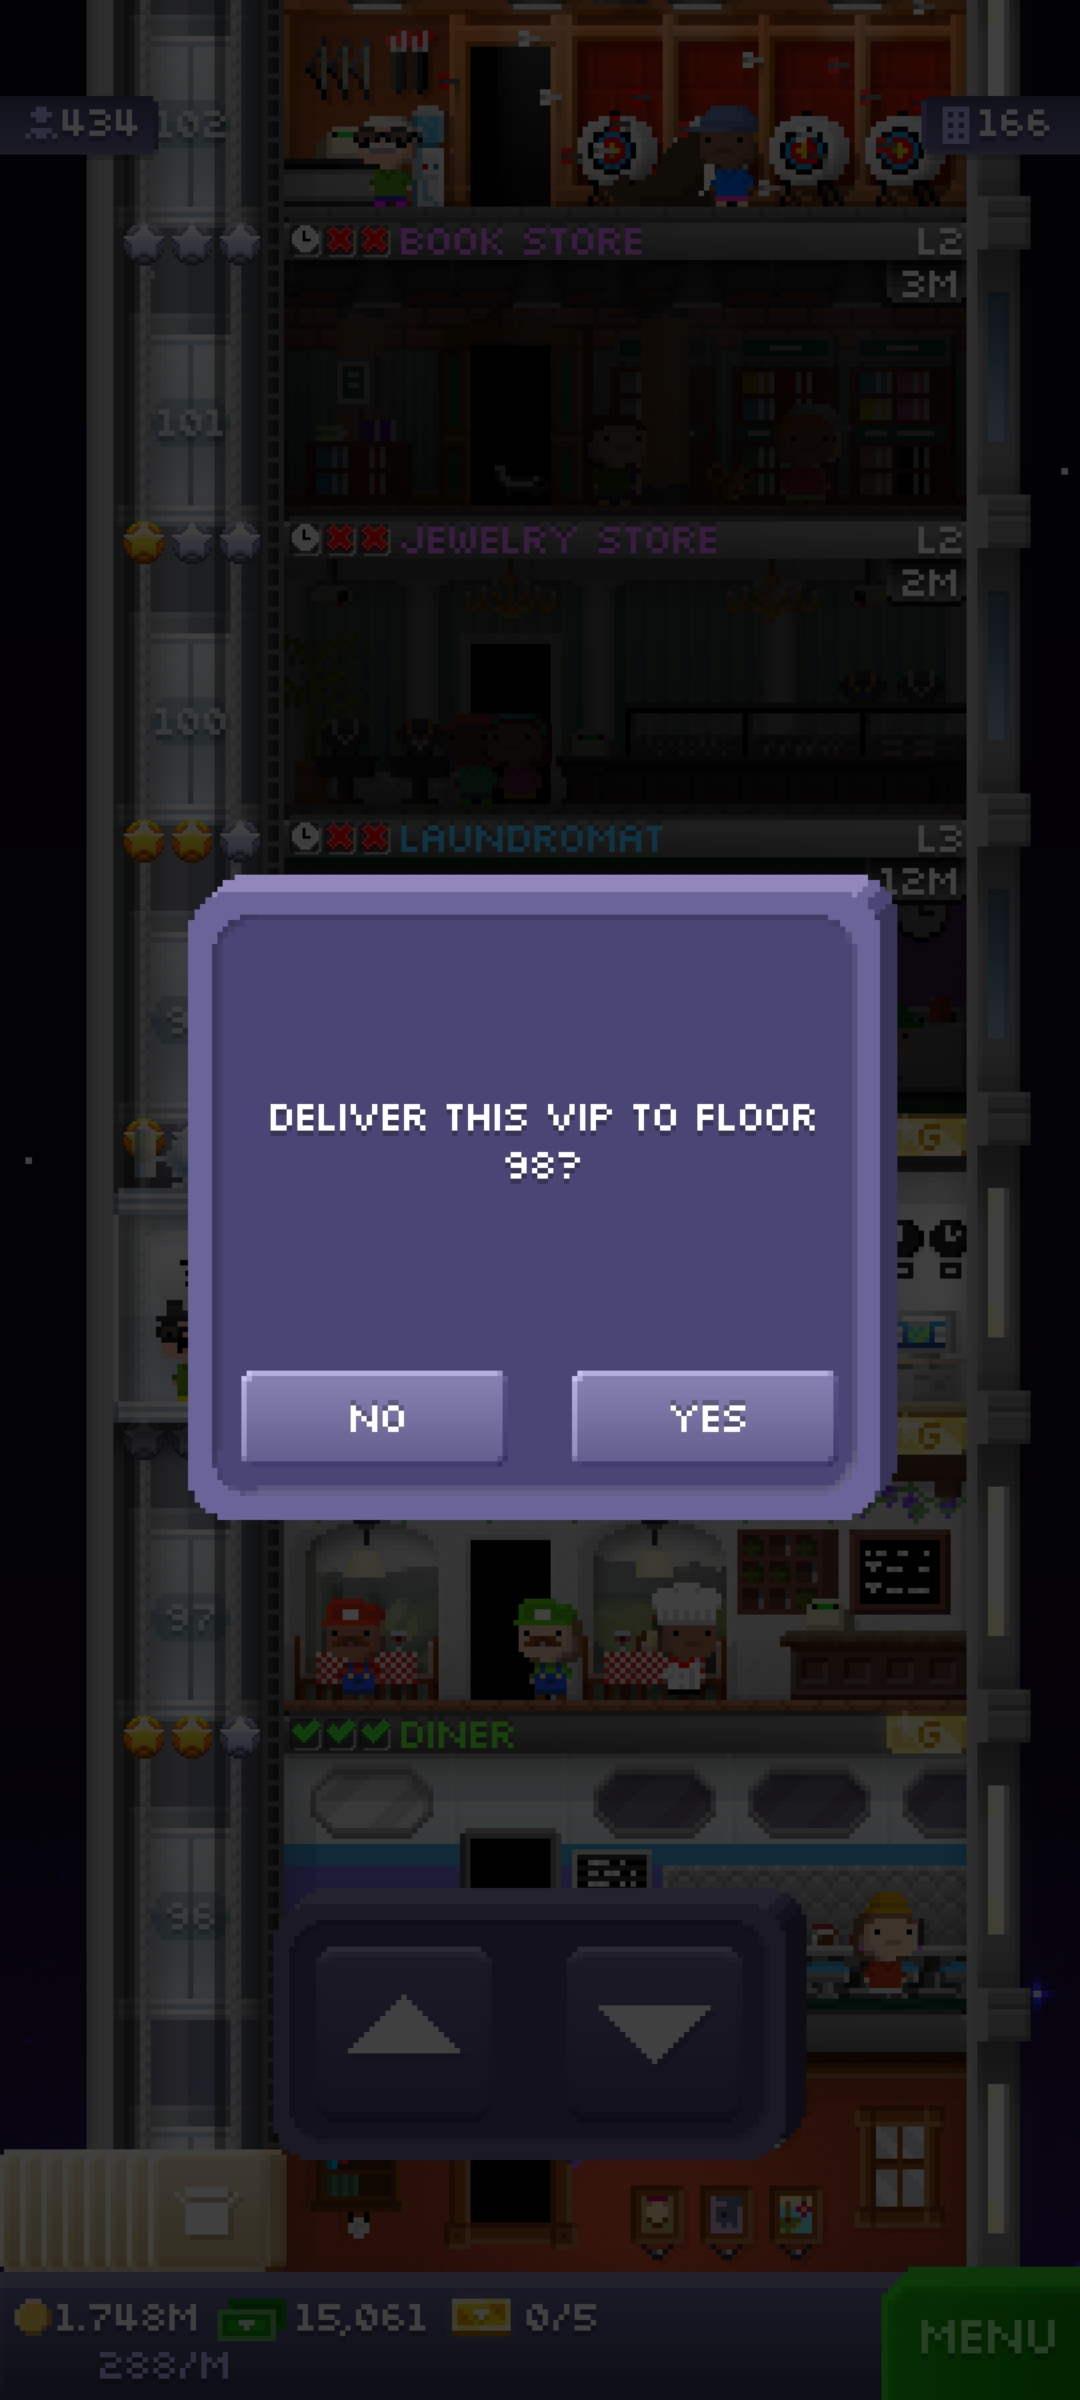 434
102
166
BOOK STORE
L2
3M
101
JEWELRY STORE
L2
2M
100
LAUNDROMAT
L3
12M
G
DELIVER THIS VIP TO FLOOR
98?
NO
YES
G
97
DINER
G
96
1.748M
15,061
0/5
288/M
MENU